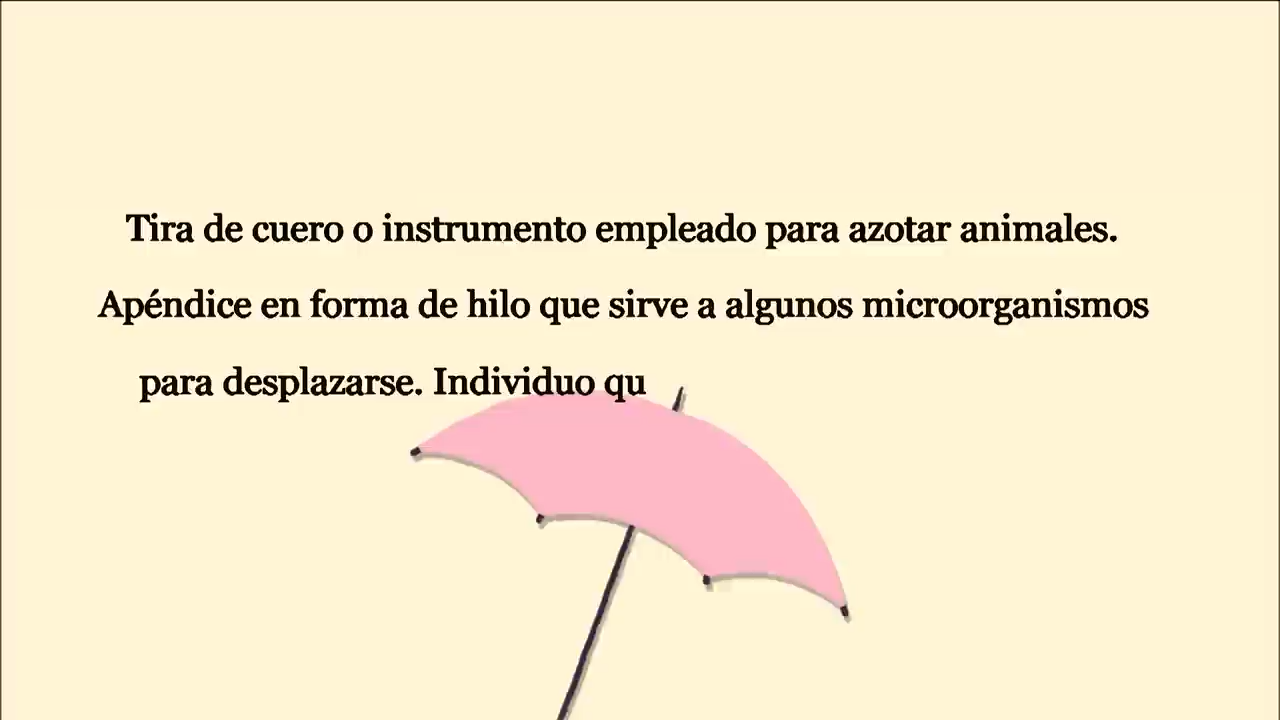 Tira de cuero o instrumento empleado para azotar animales.
Apéndice en forma de hilo que sirve a algunos microorganismos
para desplazarse. Individuo qu